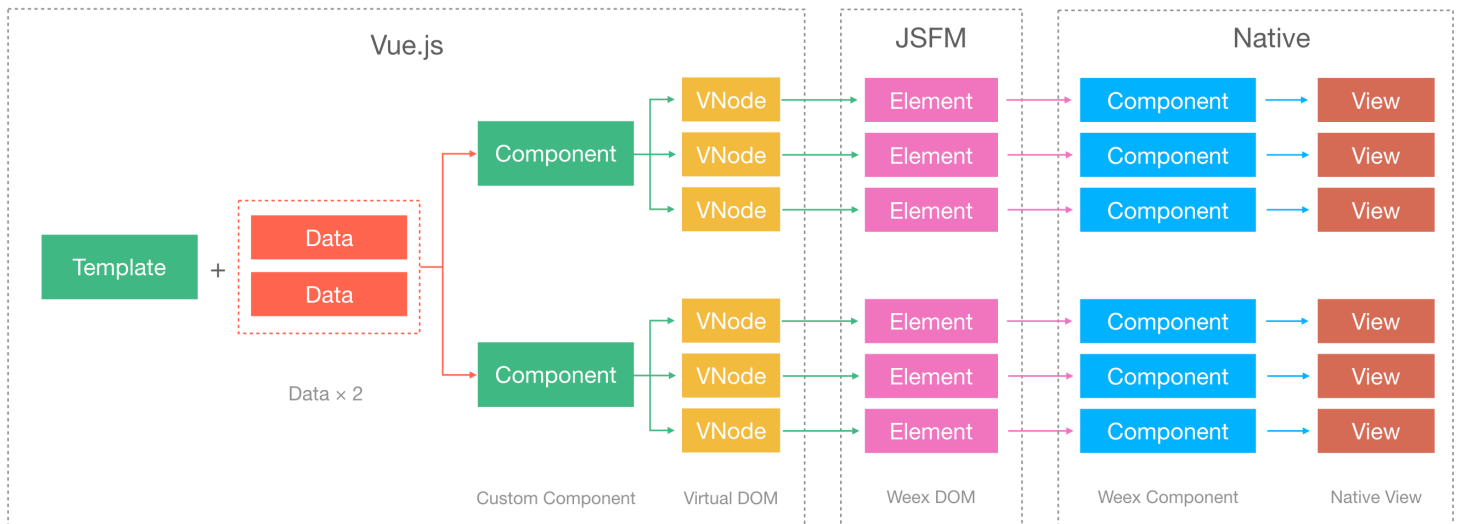 Vue.js
JSFM
Native
VNode
Element
Component
View
Component
VNode
Element
Component
View
VNode
Element
Component
View
Template
+
Data
Data
VNode
Element
Component
View
Component
VNode
Element
Component
View
VNode
Element
Component
View
Data × 2
Custom Component
Virtual DOM
Weex DOM
Weex Component
Native View